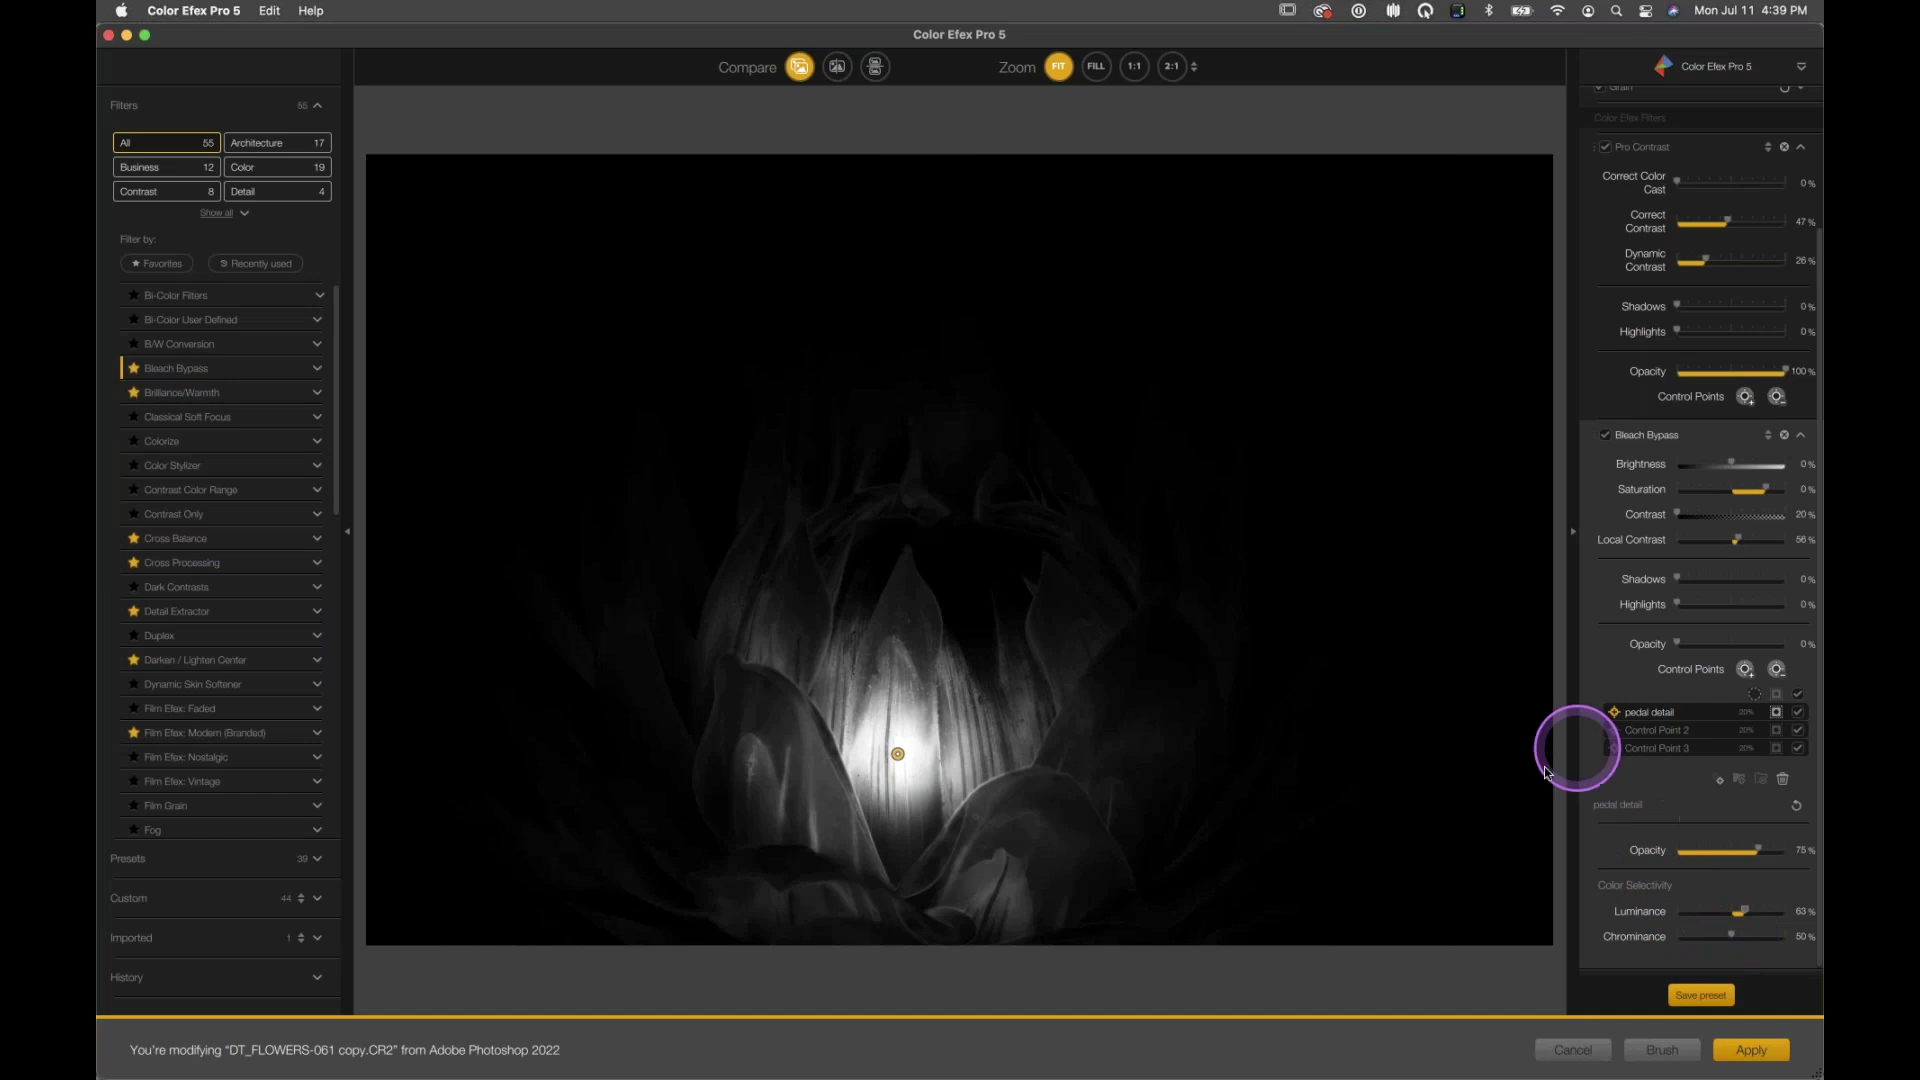 Color Efex Pro 5 Edit Help
Mon Jul 11 4:39 PM
Color Efex Pro 5
Compare
Zoom FIT FILL 1:1 2:1
Color Efex Pro 5
Filters 55
All 55 Architecture 17
Business 12 Color 19
Contrast 8 Detail 4
Show all
Filter by:
Favorites Recently used
Bi-Color Filters
Bi-Color User Defined
B/W Conversion
Bleach Bypass
Brilliance/Warmth
Classical Soft Focus
Colorize
Color Stylizer
Contrast Color Range
Contrast Only
Cross Balance
Cross Processing
Dark Contrasts
Detail Extractor
Duplex
Darken / Lighten Center
Dynamic Skin Softener
Film Efex: Faded
Film Efex: Modern (Branded)
Film Efex: Nostalgic
Film Efex: Vintage
Film Grain
Fog
Presets 39
Custom 44
Imported 1
History
Grain
Color Efex Filters
Pro Contrast
Correct Color
Cast 0 %
Correct
Contrast 47 %
Dynamic
Contrast 26 %
Shadows 0 %
Highlights 0 %
Opacity 100 %
Control Points
Bleach Bypass
Brightness 0 %
Saturation 0 %
Contrast 20 %
Local Contrast 56 %
Shadows 0 %
Highlights 0 %
Opacity 0 %
Control Points
pedal detail 20%
Control Point 2 20%
Control Point 3 20%
pedal detail
Opacity 75 %
Color Selectivity
Luminance 63 %
Chrominance 50 %
Save preset
You're modifying "DT_FLOWERS-061 copy.CR2" from Adobe Photoshop 2022
Cancel Brush Apply